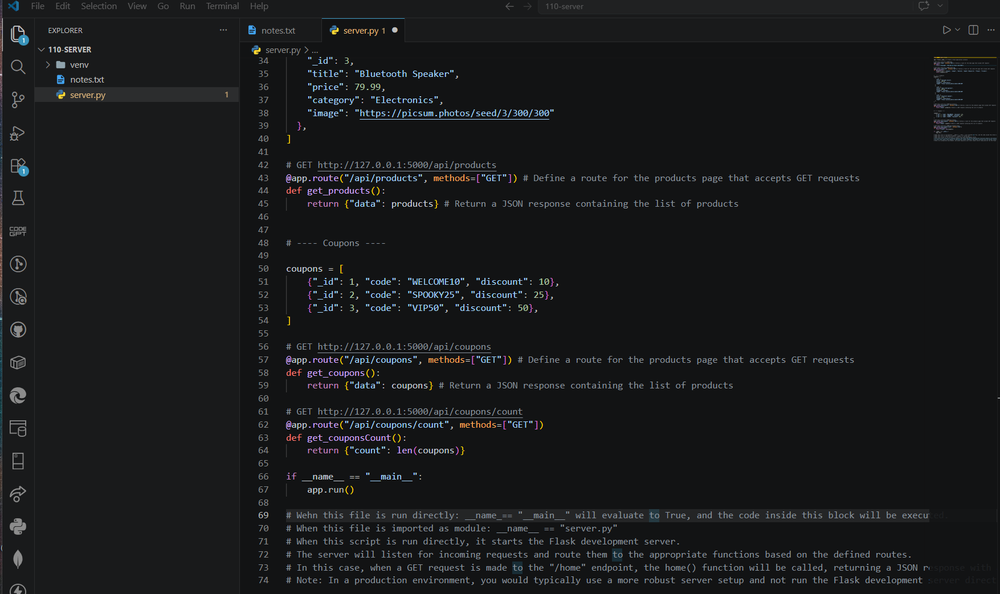 File Edit Selection View Go Run Terminal Help
110-server
EXPLORER
110-SERVER
venv
notes.txt
server.py 1
1
1
CODE
GPT
notes.txt
server.py 1
server.py > ...
34 "_id": 3,
35 "title": "Bluetooth Speaker",
36 "price": 79.99,
37 "category": "Electronics",
38 "image": "https://picsum.photos/seed/3/300/300"
39 },
40 ]
41
42 # GET http://127.0.0.1:5000/api/products
43 @app.route("/api/products", methods=["GET"]) # Define a route for the products page that accepts GET requests
44 def get_products():
45 return {"data": products} # Return a JSON response containing the list of products
46
47
48 # ---- Coupons ----
49
50 coupons = [
51 {"_id": 1, "code": "WELCOME10", "discount": 10},
52 {"_id": 2, "code": "SPOOKY25", "discount": 25},
53 {"_id": 3, "code": "VIP50", "discount": 50},
54 ]
55
56 # GET http://127.0.0.1:5000/api/coupons
57 @app.route("/api/coupons", methods=["GET"]) # Define a route for the products page that accepts GET requests
58 def get_coupons():
59 return {"data": coupons} # Return a JSON response containing the list of products
60
61 # GET http://127.0.0.1:5000/api/coupons/count
62 @app.route("/api/coupons/count", methods=["GET"])
63 def get_couponsCount():
64 return {"count": len(coupons)}
65
66 if __name__ == "__main__":
67 app.run()
68
69 # Wehn this file is run directly: __name_== "__main__" will evaluate to True, and the code inside this block will be executed.
70 # When this file is imported as module: __name__ == "server.py"
71 # When this script is run directly, it starts the Flask development server.
72 # The server will listen for incoming requests and route them to the appropriate functions based on the defined routes.
73 # In this case, when a GET request is made to the "/home" endpoint, the home() function will be called, returning a JSON response with
74 # Note: In a production environment, you would typically use a more robust server setup and not run the Flask development server direct